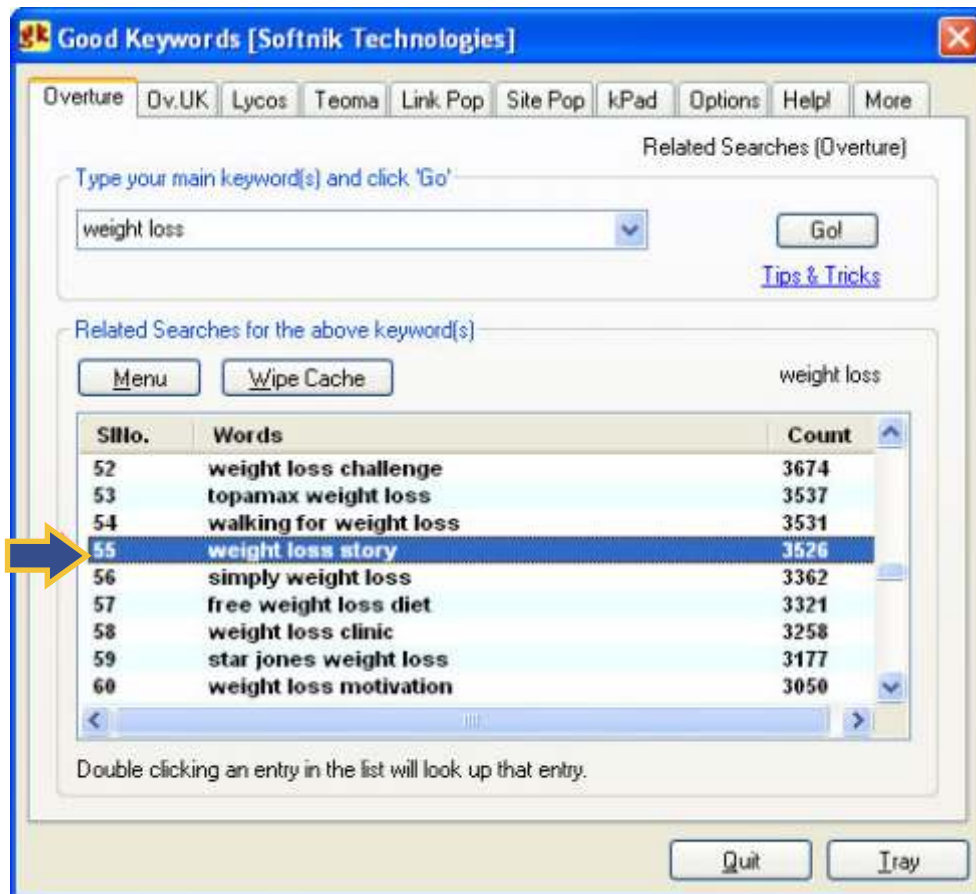 gk Good Keywords [Softnik Technologies]
Overture Ov.UK Lycos Teoma Link Pop Site Pop kPad Options Help! More
Related Searches (Overture)
Type your main keyword(s) and click 'Go'
weight loss Go!
Tips & Tricks
Related Searches for the above keyword(s)
Menu Wipe Cache weight loss
SlNo. Words Count
52 weight loss challenge 3674
53 topamax weight loss 3537
54 walking for weight loss 3531
55 weight loss story 3526
56 simply weight loss 3362
57 free weight loss diet 3321
58 weight loss clinic 3258
59 star jones weight loss 3177
60 weight loss motivation 3050
Double clicking an entry in the list will look up that entry.
Quit Tray